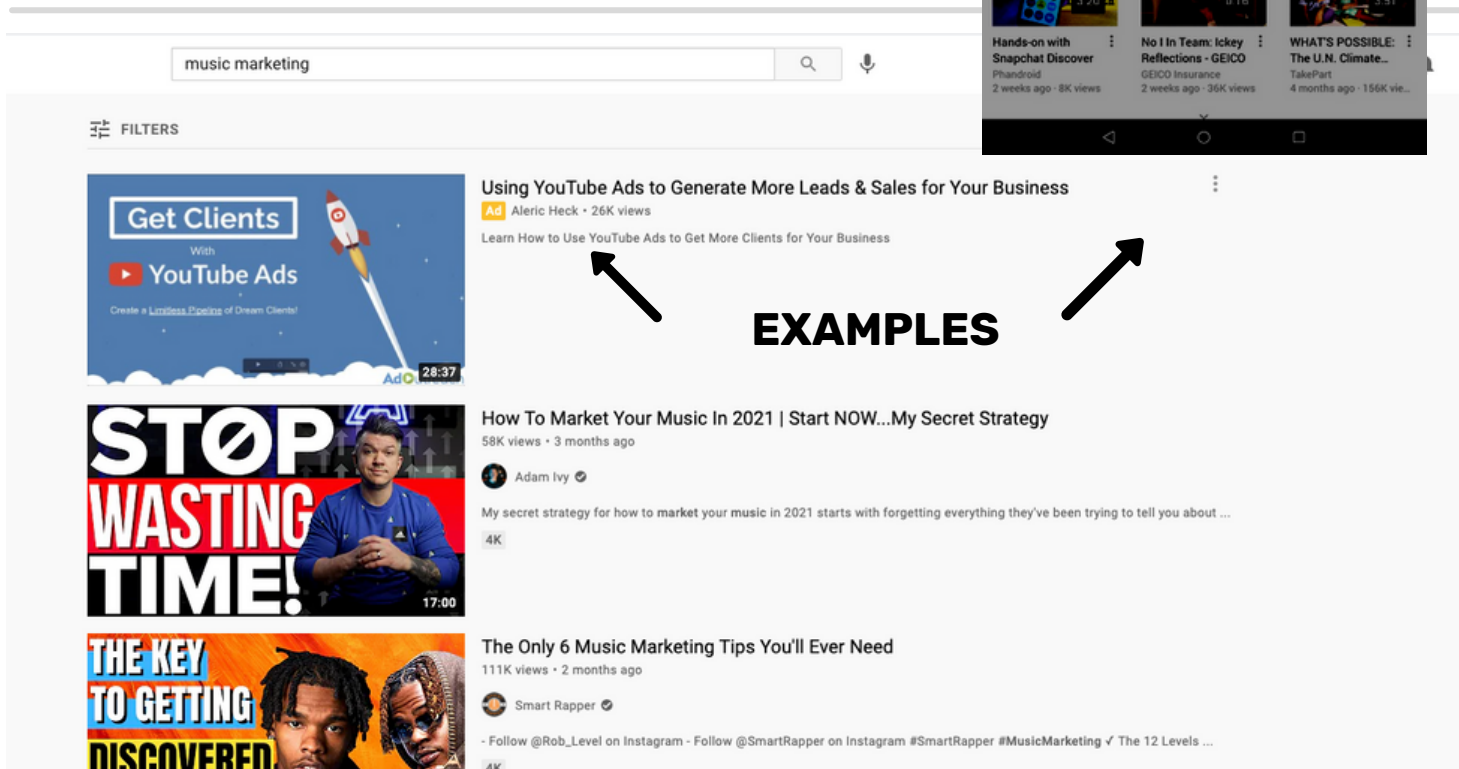 3:20
0:16
3:51
Hands-on with
Snapchat Discover
Phandroid
2 weeks ago · 8K views
No I In Team: Ickey
Reflections - GEICO
GEICO Insurance
2 weeks ago · 36K views
WHAT'S POSSIBLE:
The U.N. Climate...
TakePart
4 months ago · 156K vie...
music marketing
FILTERS
Get Clients
With
YouTube Ads
Create a Limitless Pipeline of Dream Clients!
28:37
Using YouTube Ads to Generate More Leads & Sales for Your Business
Ad Aleric Heck • 26K views
Learn How to Use YouTube Ads to Get More Clients for Your Business
EXAMPLES
STOP
WASTING
TIME!
17:00
How To Market Your Music In 2021 | Start NOW...My Secret Strategy
58K views • 3 months ago
Adam Ivy
My secret strategy for how to market your music in 2021 starts with forgetting everything they've been trying to tell you about ...
4K
THE KEY
TO GETTING
DISCOVERED
The Only 6 Music Marketing Tips You'll Ever Need
111K views • 2 months ago
Smart Rapper
- Follow @Rob_Level on Instagram - Follow @SmartRapper on Instagram #SmartRapper #MusicMarketing ✓ The 12 Levels ...
4K